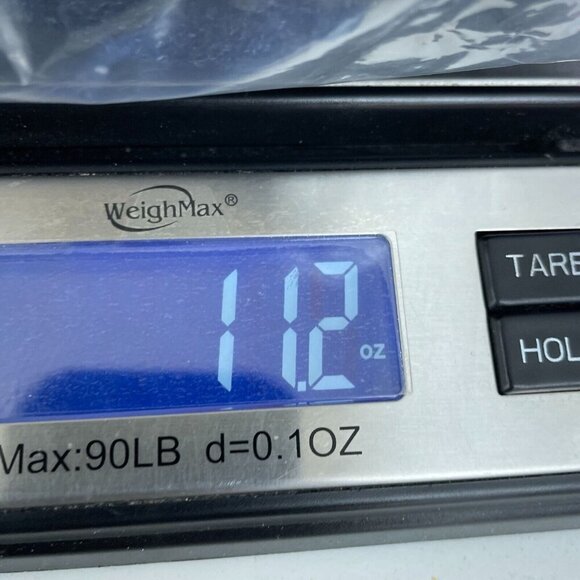 WeighMax®
TARE
11.2 oz
HOL
Max:90LB d=0.1OZ